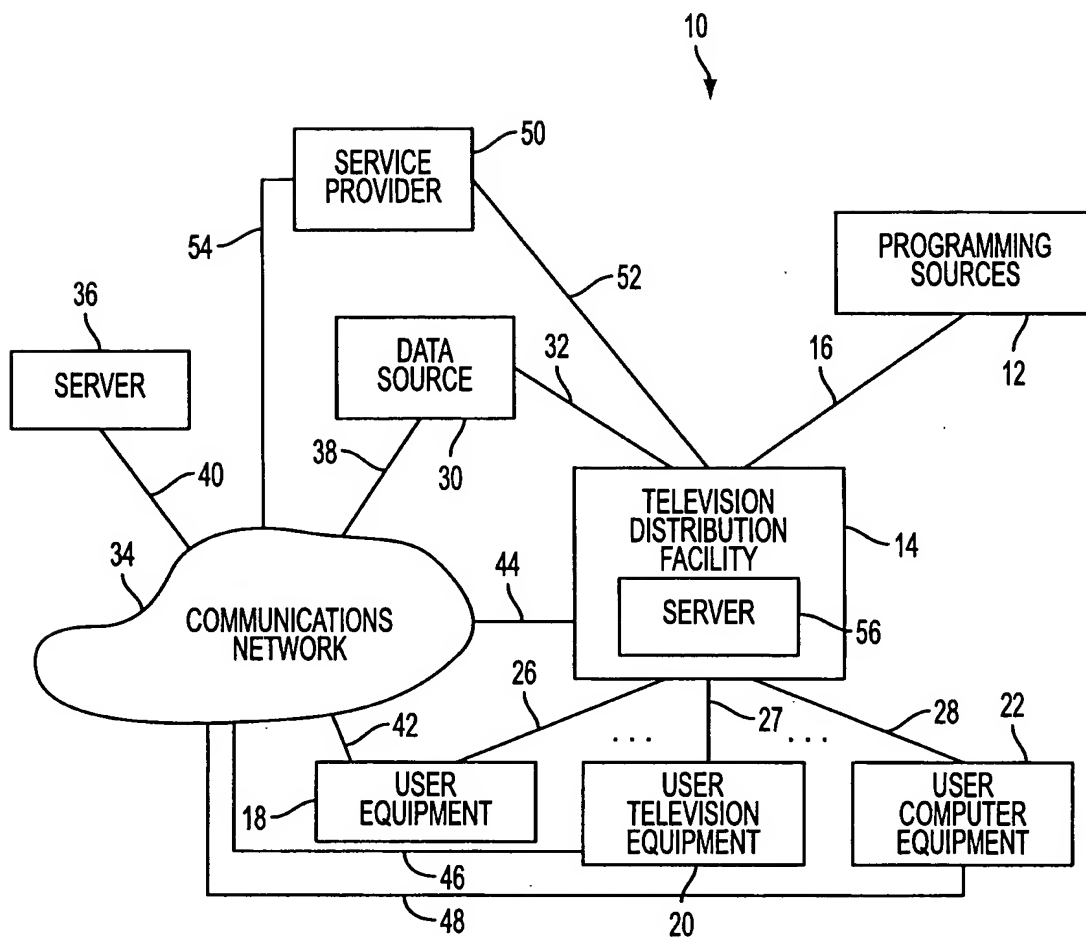 10
SERVICE
PROVIDER
50
54
52
PROGRAMMING
SOURCES
12
36
SERVER
DATA
SOURCE
32
16
30
38
40
34
COMMUNICATIONS
NETWORK
44
TELEVISION
DISTRIBUTION
FACILITY
14
SERVER
56
26
27
28
22
42
... ...
18
USER
EQUIPMENT
USER
TELEVISION
EQUIPMENT
USER
COMPUTER
EQUIPMENT
46
20
48